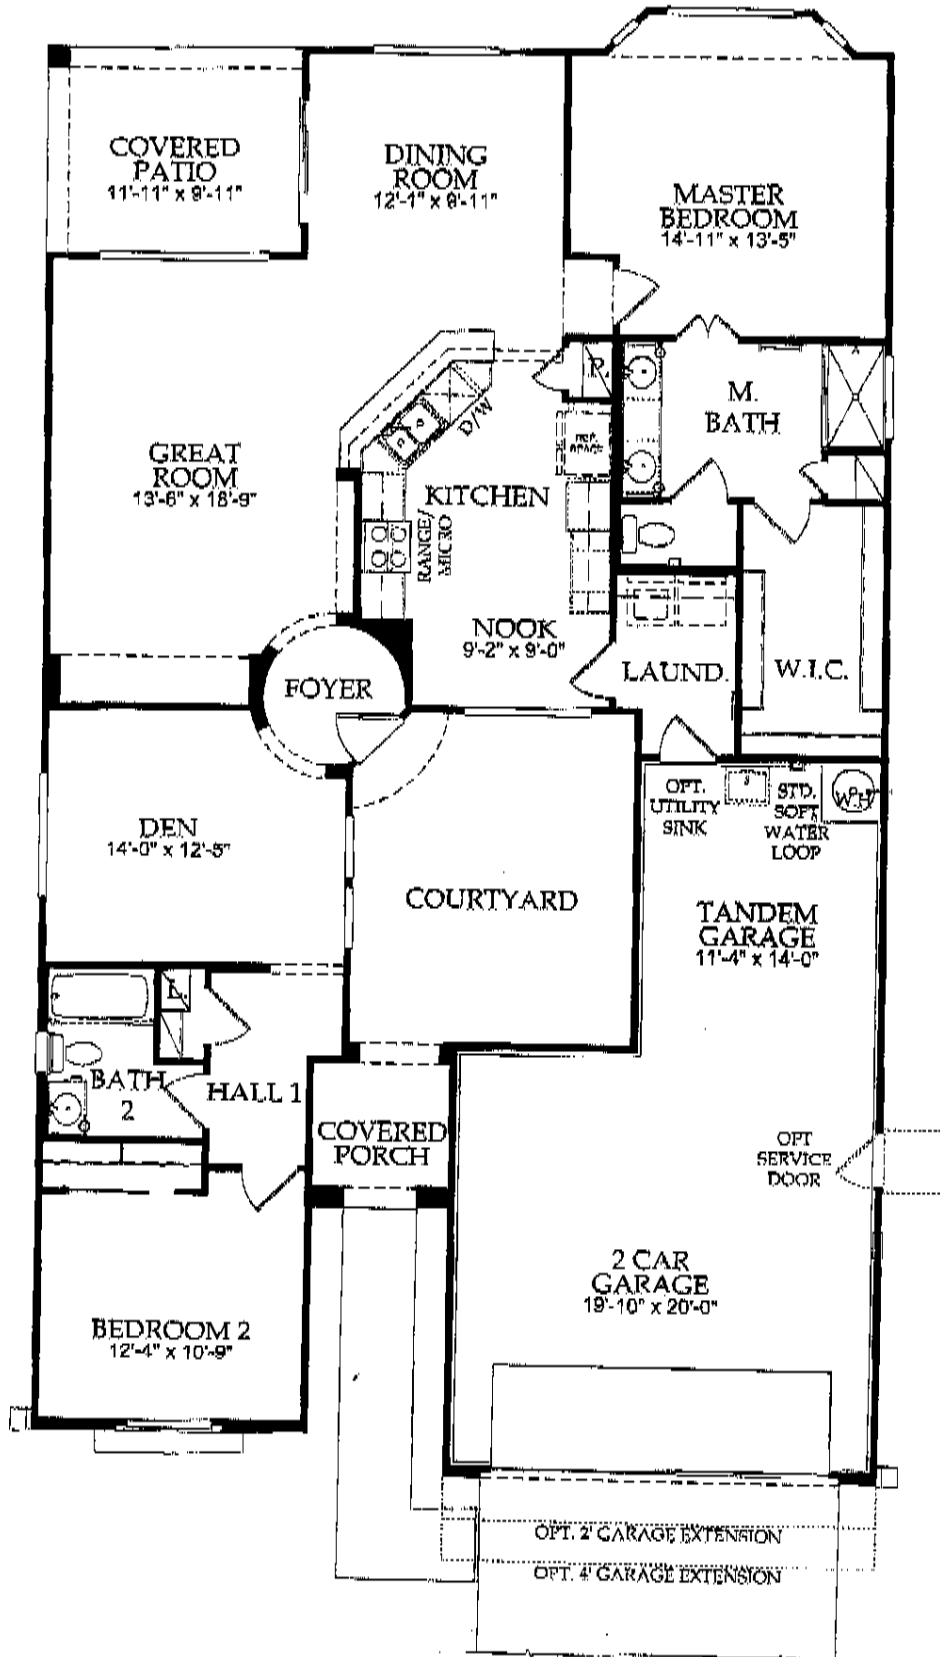 COVERED
PATIO
11'-11" x 9'-11"
DINING
ROOM
12'-1" x 8'-11"
MASTER
BEDROOM
14'-11" x 13'-5"
P.
M.
BATH
D/W
REF.
SPACE
GREAT
ROOM
13'-6" x 18'-9"
KITCHEN
RANGE/
MICRO
NOOK
9'-2" x 9'-0"
FOYER
LAUND.
W.I.C.
OPT.
UTILITY
SINK
STD.
SOFT
WATER
LOOP
W.H
DEN
14'-0" x 12'-5"
COURTYARD
TANDEM
GARAGE
11'-4" x 14'-0"
L.
BATH
2
HALL 1
COVERED
PORCH
OPT
SERVICE
DOOR
2 CAR
GARAGE
19'-10" x 20'-0"
BEDROOM 2
12'-4" x 10'-9"
OPT. 2' GARAGE EXTENSION
OPT. 4' GARAGE EXTENSION